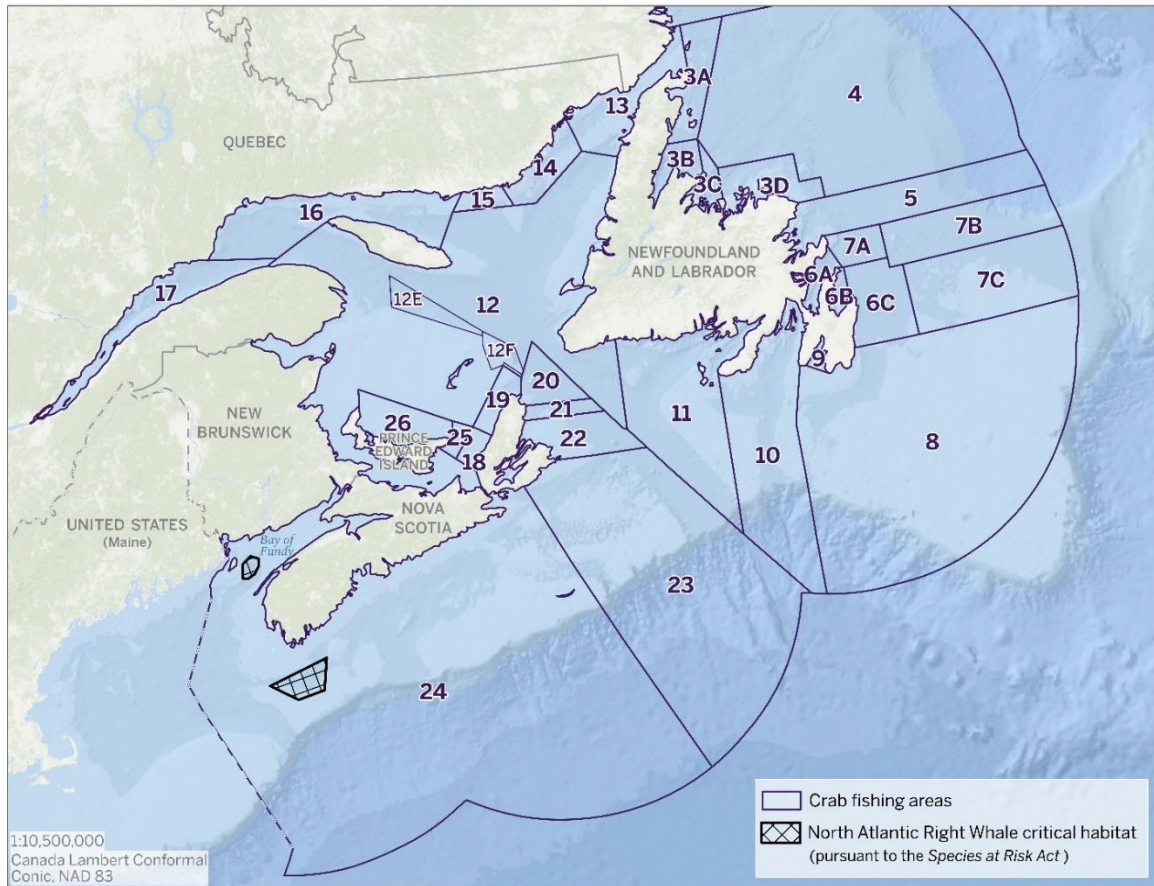 3A
4
13
QUEBEC
3B
14
3C
3D
15
5
16
7B
7A
NEWFOUNDLAND
AND LABRADOR
6A
7C
17
12E
12
6B
6C
12F
9
20
19
NEW
BRUNSWICK
26
21
11
PRINCE
EDWARD
ISLAND
25
22
8
18
10
NOVA
SCOTIA
UNITED STATES
(Maine)
Bay of
Fundy
23
24
Crab fishing areas
North Atlantic Right Whale critical habitat
(pursuant to the Species at Risk Act )
1:10,500,000
Canada Lambert Conformal
Conic, NAD 83